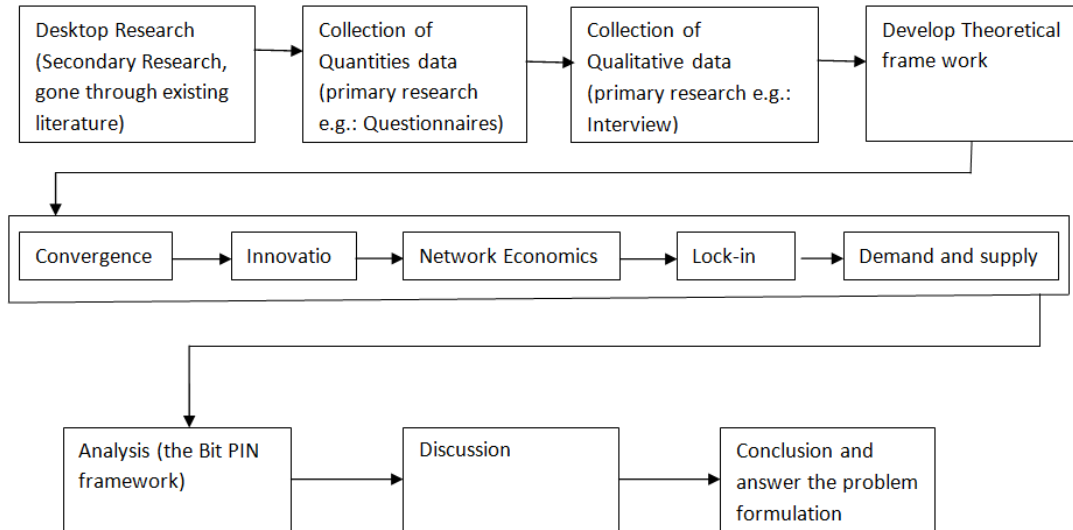 Desktop Research
(Secondary Research,
gone through existing
literature)
Collection of
Quantities data
(primary research
e.g.: Questionnaires)
Collection of
Qualitative data
(primary research e.g.:
Interview)
Develop Theoretical
frame work
Convergence
Innovatio
Network Economics
Lock-in
Demand and supply
Analysis (the Bit PIN
framework)
Discussion
Conclusion and
answer the problem
formulation